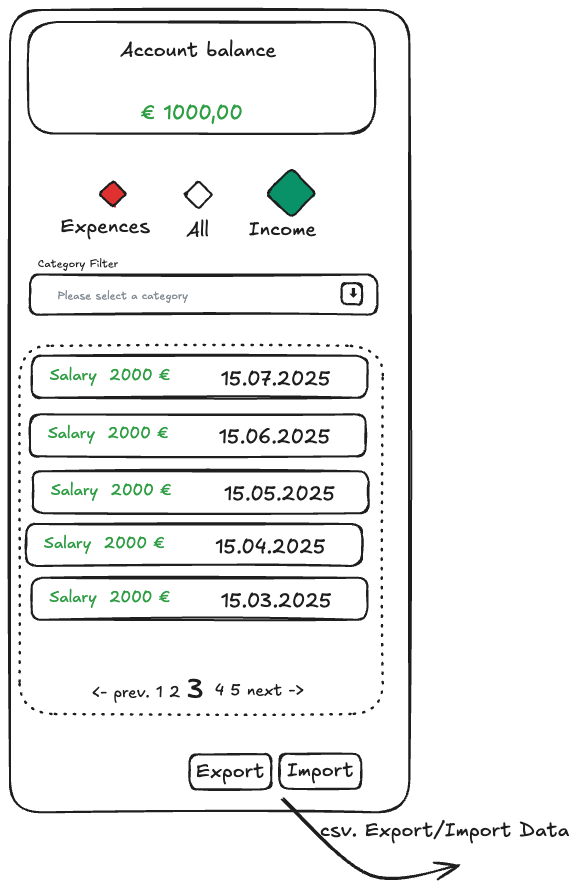 Account balance
€ 1000,00
Expences All Income
Category Filter
Please select a category
Salary 2000 € 15.07.2025
Salary 2000 € 15.06.2025
Salary 2000 € 15.05.2025
Salary 2000 € 15.04.2025
Salary 2000 € 15.03.2025
<- prev. 1 2 3 4 5 next ->
Export Import
csv. Export/Import Data